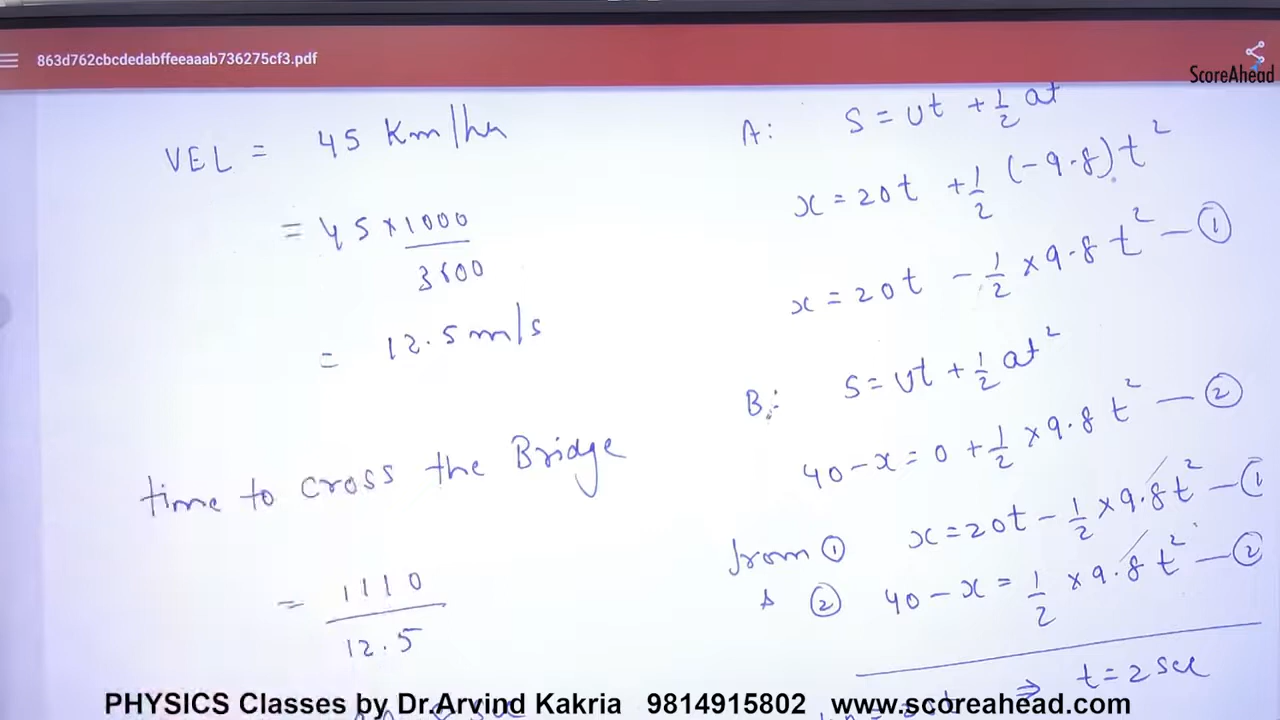 863d762cbcdedabffeeaaab736275cf3.pdf
ScoreAhead
VEL = 45 Km/hr
= 45 × 1000
3600
= 12.5 m/s
time to cross the Bridge
= 1110
12.5
A: S = ut + 1/2 at
x = 20t + 1/2 (-9.8) t²
x = 20t - 1/2 × 9.8 t² - ①
B: S = ut + 1/2 at²
40 - x = 0 + 1/2 × 9.8 t² - ②
from ① x = 20t - 1/2 × 9.8 t² - ①
& ② 40 - x = 1/2 × 9.8 t² - ②
⇒ t = 2 sec
PHYSICS Classes by Dr.Arvind Kakria 9814915802 www.scoreahead.com